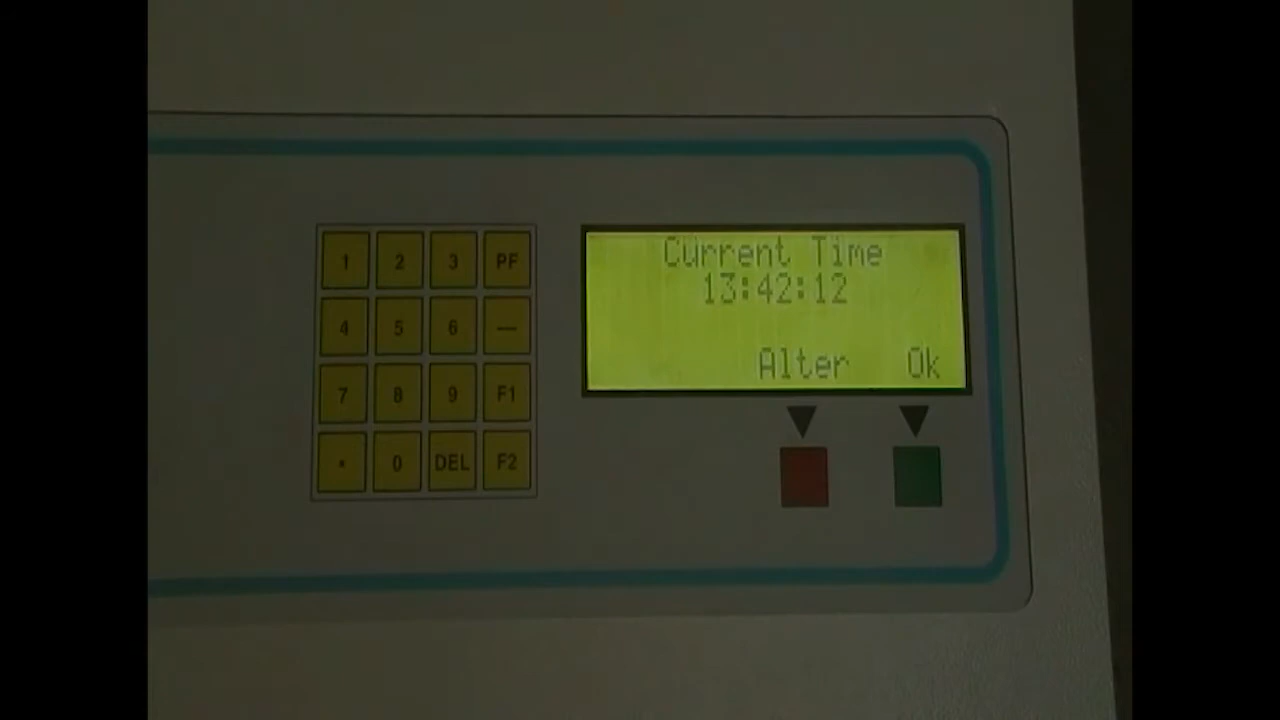 Current Time
13:42:12
Alter Ok
1 2 3 PF
4 5 6 —
7 8 9 F1
. 0 DEL F2